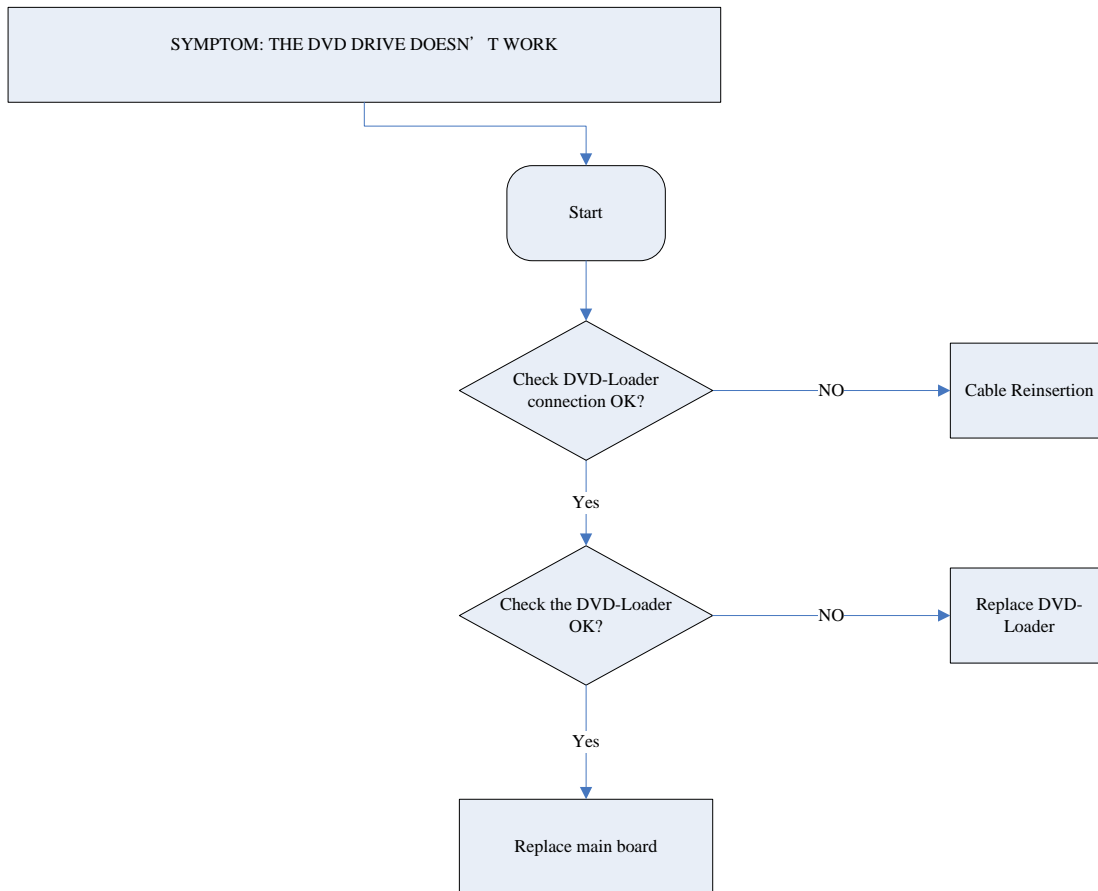 SYMPTOM: THE DVD DRIVE DOESN’T WORK
Start
Check DVD-Loader
connection OK?
NO
Cable Reinsertion
Yes
Check the DVD-Loader
OK?
NO
Replace DVD-
Loader
Yes
Replace main board